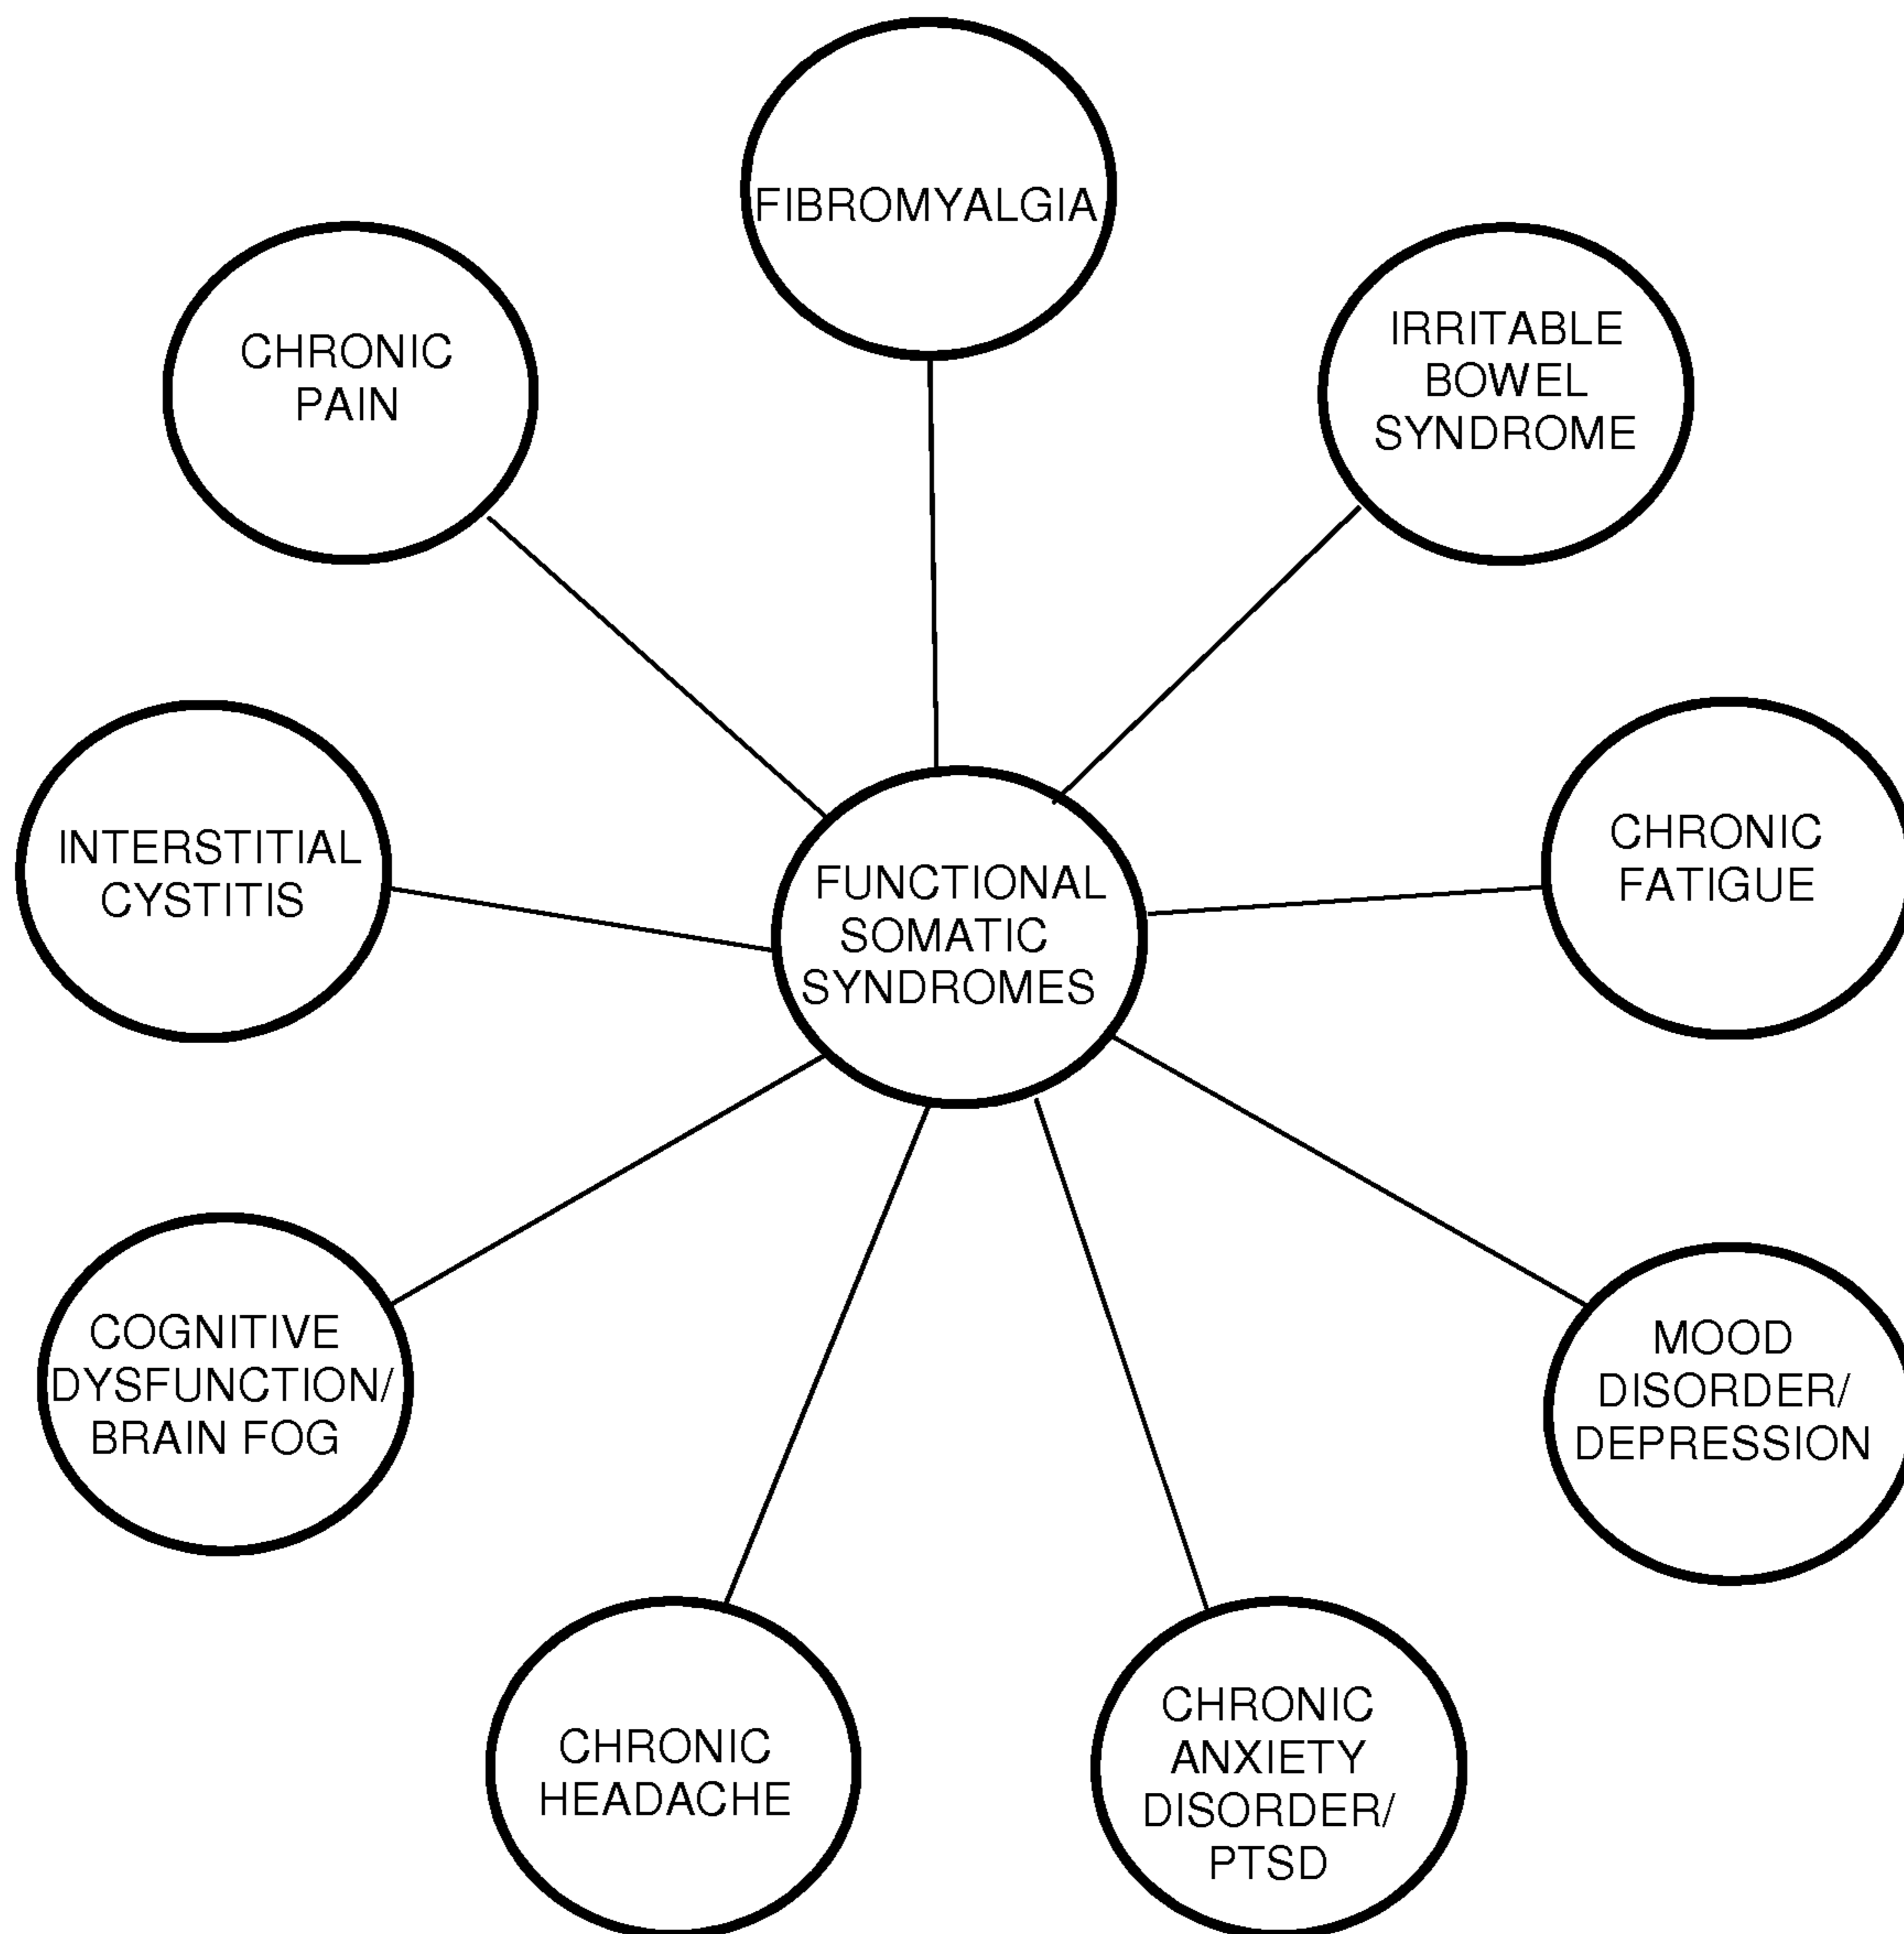 FIBROMYALGIA
CHRONIC
PAIN
IRRITABLE
BOWEL
SYNDROME
INTERSTITIAL
CYSTITIS
FUNCTIONAL
SOMATIC
SYNDROMES
CHRONIC
FATIGUE
COGNITIVE
DYSFUNCTION/
BRAIN FOG
MOOD
DISORDER/
DEPRESSION
CHRONIC
HEADACHE
CHRONIC
ANXIETY
DISORDER/
PTSD